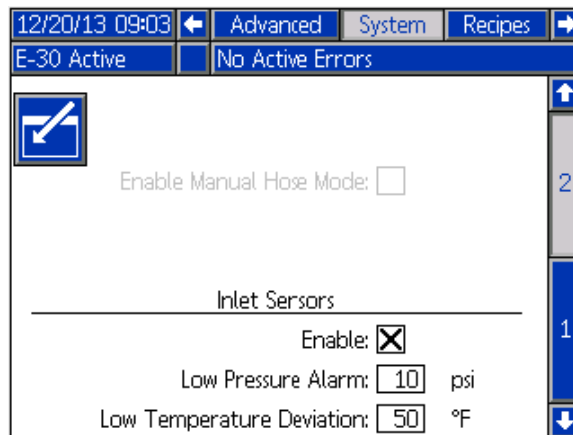 12/20/13 09:03 Advanced System Recipes
E-30 Active No Active Errors
Enable Manual Hose Mode:
2
Inlet Sersors
Enable:
1
Low Pressure Alarm: 10 psi
Low Temperature Deviation: 50 °F